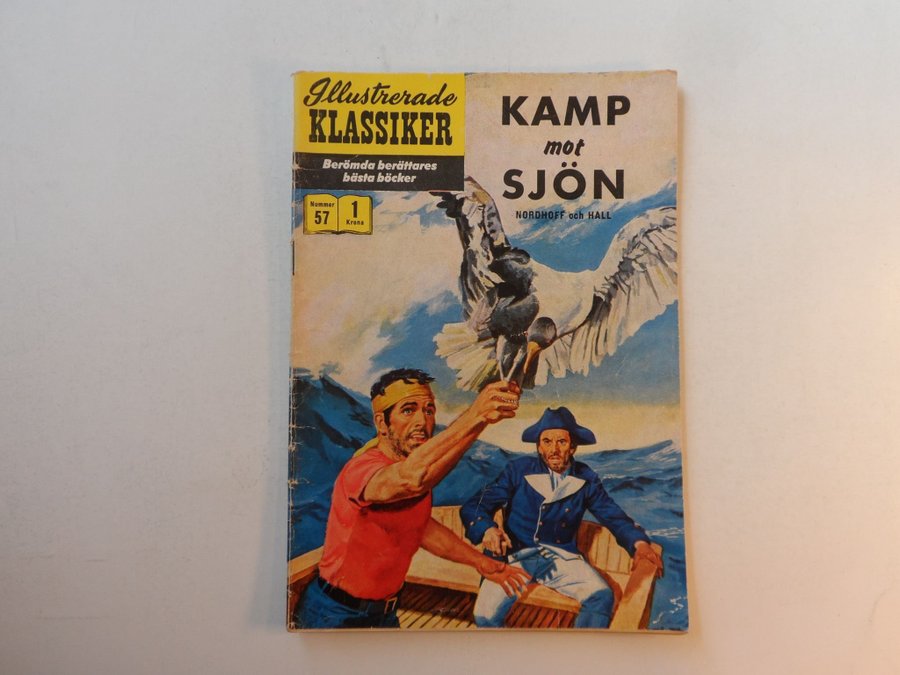 Illustrerade
KLASSIKER
Berömda berättares
bästa böcker
Nummer
57
1
Krona
KAMP
mot
SJÖN
NORDHOFF och HALL